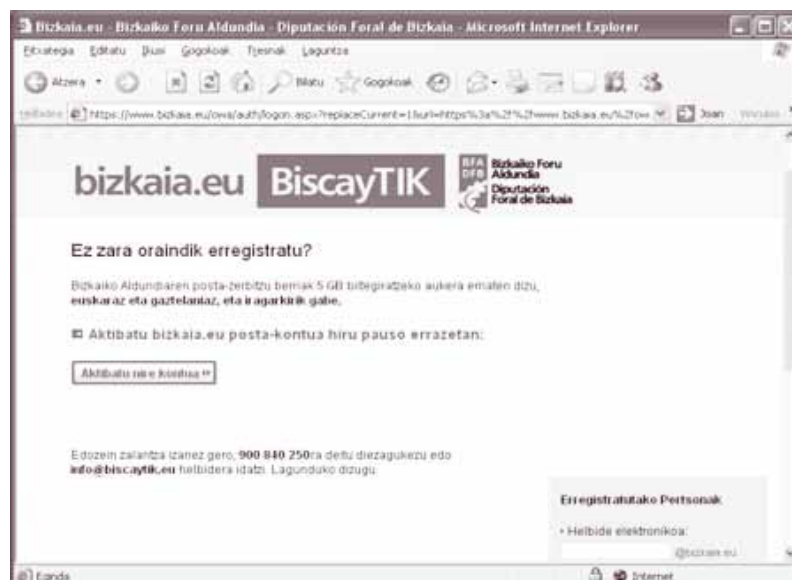 Bizkaia.eu - Bizkaiko Foru Aldundia - Diputación Foral de Bizkaia - Microsoft Internet Explorer
Fitxategia Editatu Ikusi Gogokoak Tresnak Laguntza
Atzera Bilatu Gogokoak
Helbidea https://www.bizkaia.eu/owa/auth/logon.aspx?replaceCurrent=1&url=https%3a%2f%2fwww.bizkaia.eu%2fow Joan
bizkaia.eu BiscayTIK
BFA DFB
Bizkaiko Foru
Aldundia
Diputación
Foral de Bizkaia
Ez zara oraindik erregistratu?
Bizkaiko Aldundiaren posta-zerbitzu berriak 5 GB biltegiratzeko aukera ematen dizu,
euskaraz eta gaztelaniaz, eta iragarkirik gabe.
Aktibatu bizkaia.eu posta-kontua hiru pauso errazetan:
Aktibatu nire kontua »
Edozein zalantza izanez gero, 900 840 250ra deitu diezagukezu edo
info@biscaytik.eu helbidera idatzi. Lagunduko dizugu.
Erregistratutako Pertsonak
Helbide elektronikoa:
@bizkaia.eu
Eginda Internet